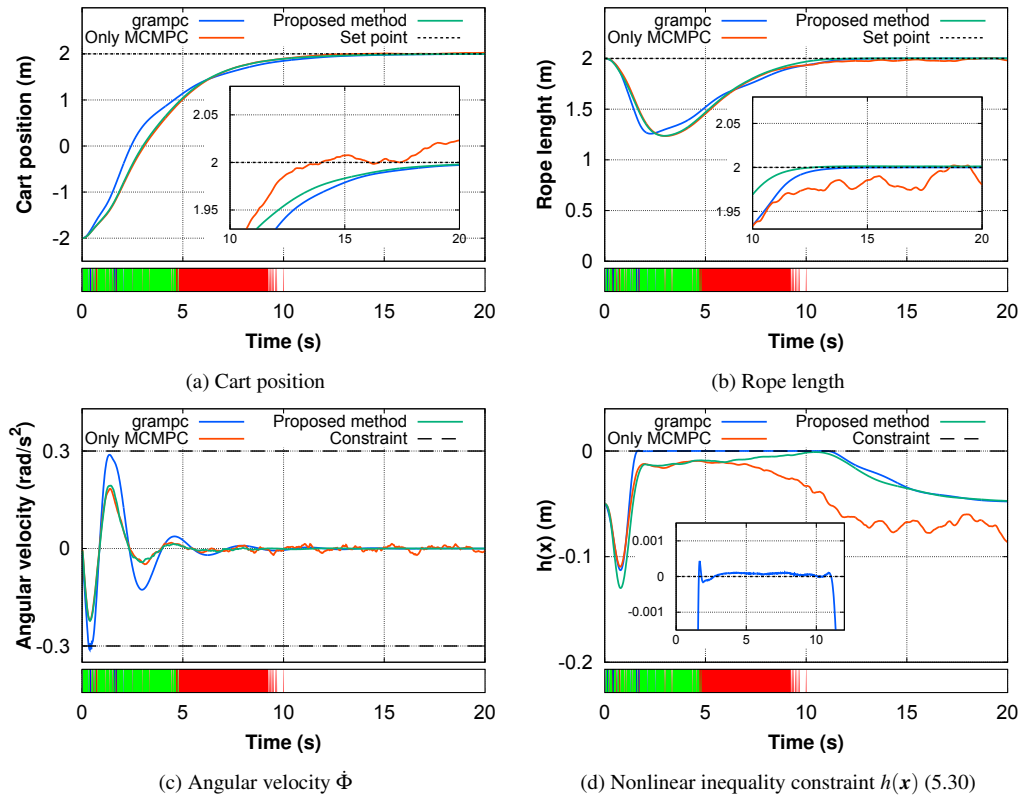 grampc
Only MCMPC
Proposed method
Set point
Cart position (m)
2
1
0
-1
-2
2.05
2
1.95
10
15
20
0
5
10
15
20
Time (s)
(a) Cart position
grampc
Only MCMPC
Proposed method
Set point
Rope lenght (m)
2
1.5
1
0.5
0
2.05
2
1.95
10
15
20
0
5
10
15
20
Time (s)
(b) Rope length
grampc
Only MCMPC
Proposed method
Constraint
Angular velocity (rad/s²)
0.3
0
-0.3
0
5
10
15
20
Time (s)
(c) Angular velocity Φ̇
grampc
Only MCMPC
Proposed method
Constraint
h(x) (m)
0
-0.1
-0.2
0.001
0
-0.001
0
5
10
0
5
10
15
20
Time (s)
(d) Nonlinear inequality constraint h(x) (5.30)